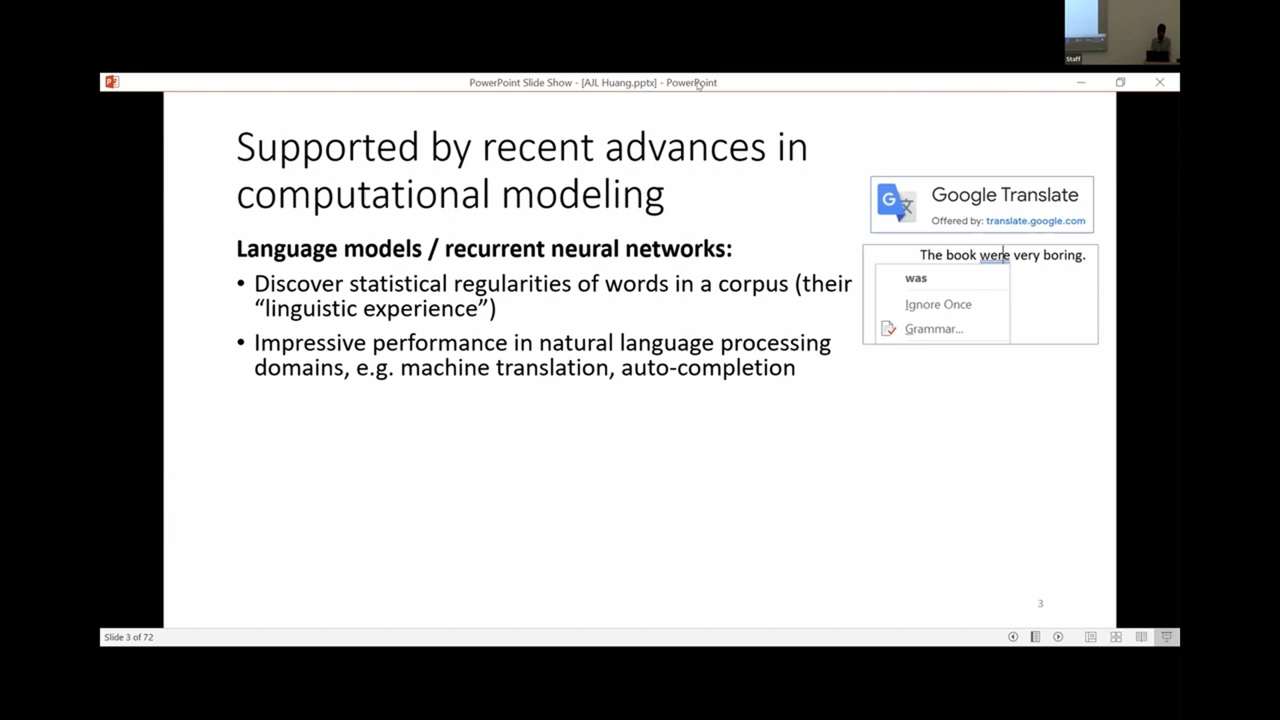 Staff
PowerPoint Slide Show - [AJL Huang.pptx] - PowerPoint
Supported by recent advances in
computational modeling
Language models / recurrent neural networks:
• Discover statistical regularities of words in a corpus (their
“linguistic experience”)
• Impressive performance in natural language processing
domains, e.g. machine translation, auto-completion
G 文
Google Translate
Offered by: translate.google.com
The book were very boring.
was
Ignore Once
Grammar...
3
Slide 3 of 72